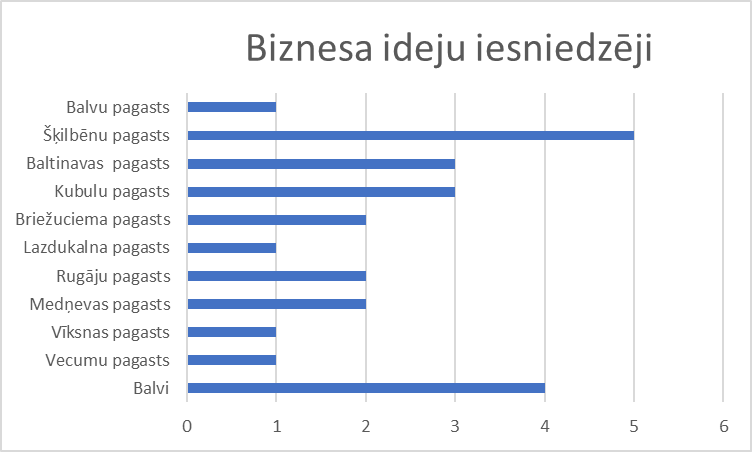 Biznesa ideju iesniedzēji
Balvu pagasts
Šķilbēnu pagasts
Baltinavas  pagasts
Kubulu pagasts
Briežuciema pagasts
Lazdukalna pagasts
Rugāju pagasts
Medņevas pagasts
Vīksnas pagasts
Vecumu pagasts
Balvi
0 1 2 3 4 5 6